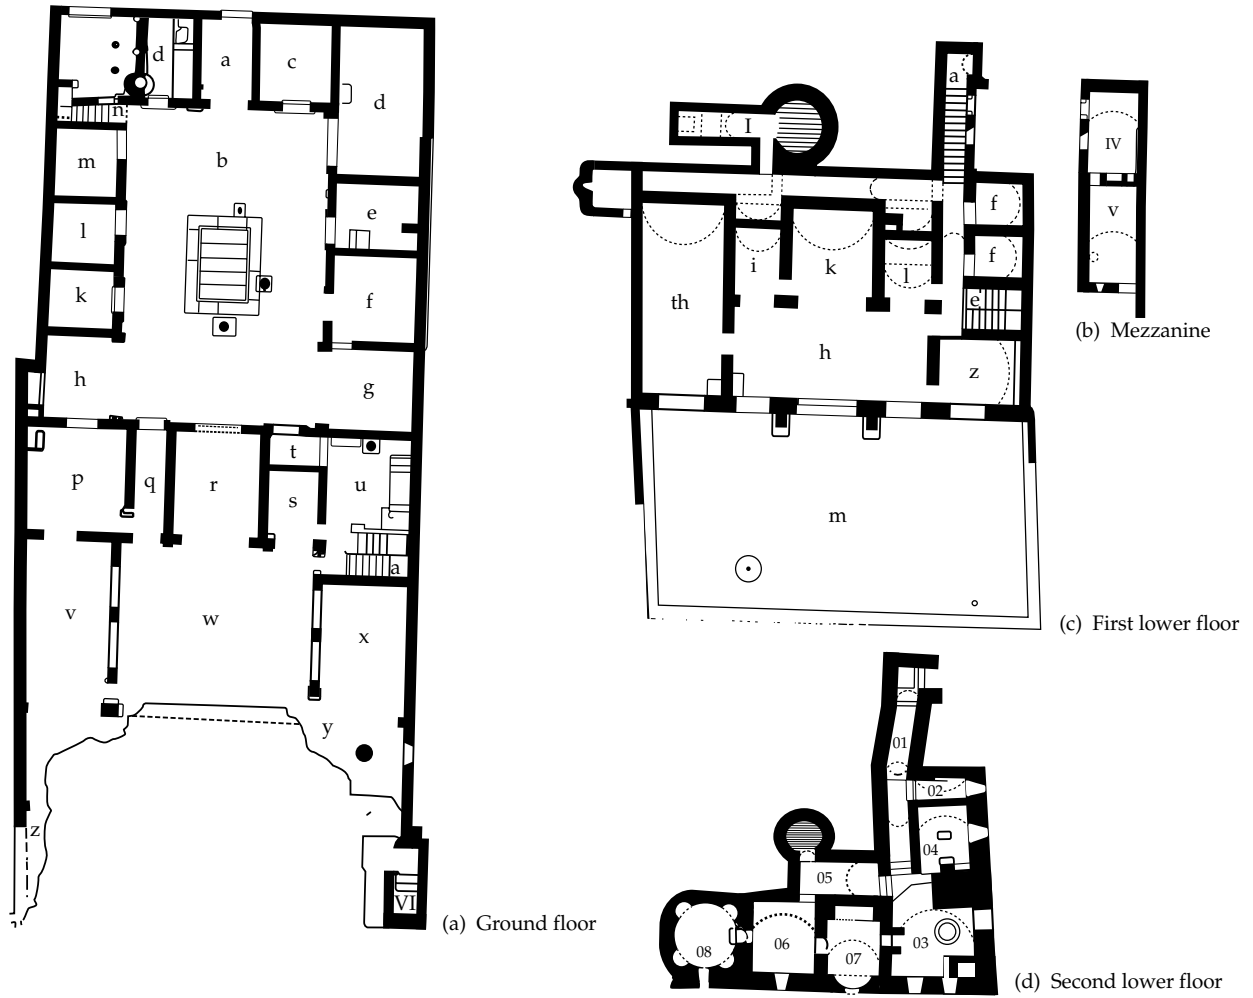 a
c
d
d
n
b
m
e
l
k
f
h
g
t
p
q
r
s
u
a
v
w
x
y
z
VI
(a) Ground floor
a
I
f
f
i
k
l
e'
th
h
z
m
(c) First lower floor
IV
v
(b) Mezzanine
01
02
04
05
03
06
07
08
(d) Second lower floor